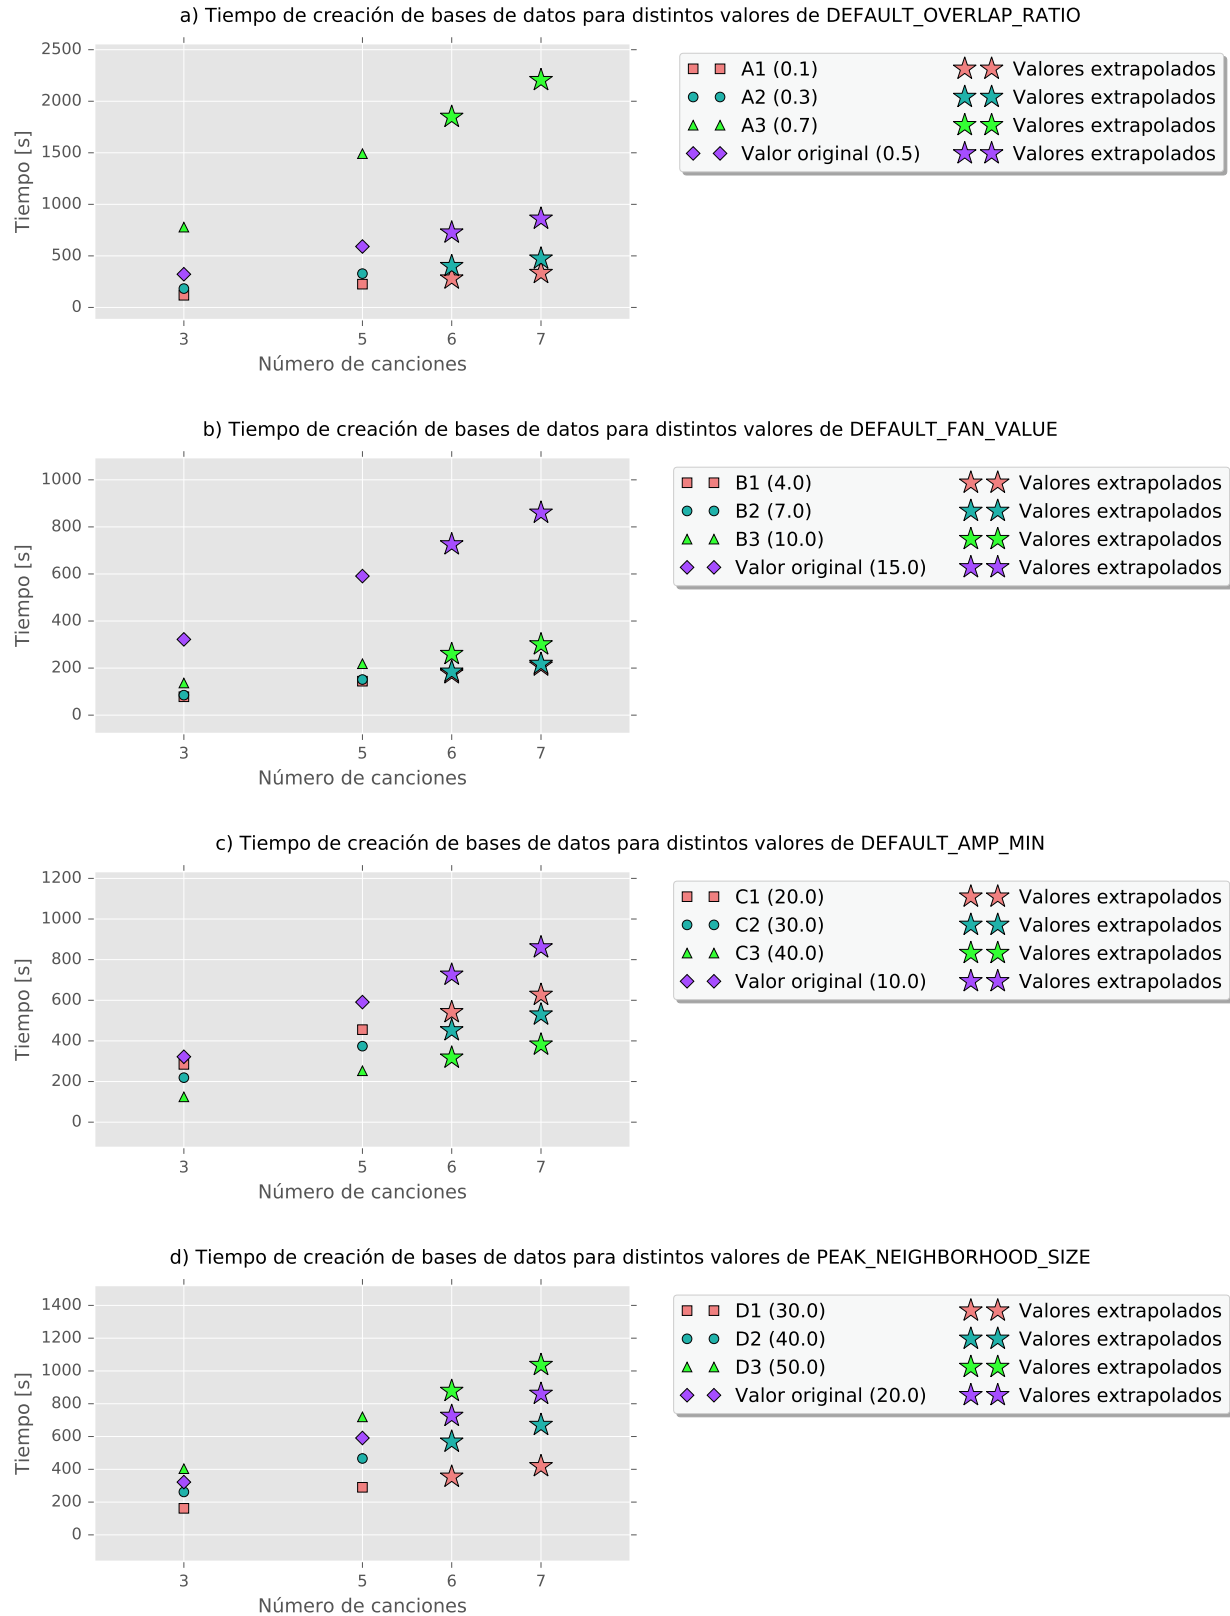 a) Tiempo de creación de bases de datos para distintos valores de DEFAULT_OVERLAP_RATIO
2500
2000
1500
1000
500
0
Tiempo [s]
3 5 6 7
Número de canciones
A1 (0.1) Valores extrapolados
A2 (0.3) Valores extrapolados
A3 (0.7) Valores extrapolados
Valor original (0.5) Valores extrapolados
b) Tiempo de creación de bases de datos para distintos valores de DEFAULT_FAN_VALUE
1000
800
600
400
200
0
Tiempo [s]
3 5 6 7
Número de canciones
B1 (4.0) Valores extrapolados
B2 (7.0) Valores extrapolados
B3 (10.0) Valores extrapolados
Valor original (15.0) Valores extrapolados
c) Tiempo de creación de bases de datos para distintos valores de DEFAULT_AMP_MIN
1200
1000
800
600
400
200
0
Tiempo [s]
3 5 6 7
Número de canciones
C1 (20.0) Valores extrapolados
C2 (30.0) Valores extrapolados
C3 (40.0) Valores extrapolados
Valor original (10.0) Valores extrapolados
d) Tiempo de creación de bases de datos para distintos valores de PEAK_NEIGHBORHOOD_SIZE
1400
1200
1000
800
600
400
200
0
Tiempo [s]
3 5 6 7
Número de canciones
D1 (30.0) Valores extrapolados
D2 (40.0) Valores extrapolados
D3 (50.0) Valores extrapolados
Valor original (20.0) Valores extrapolados